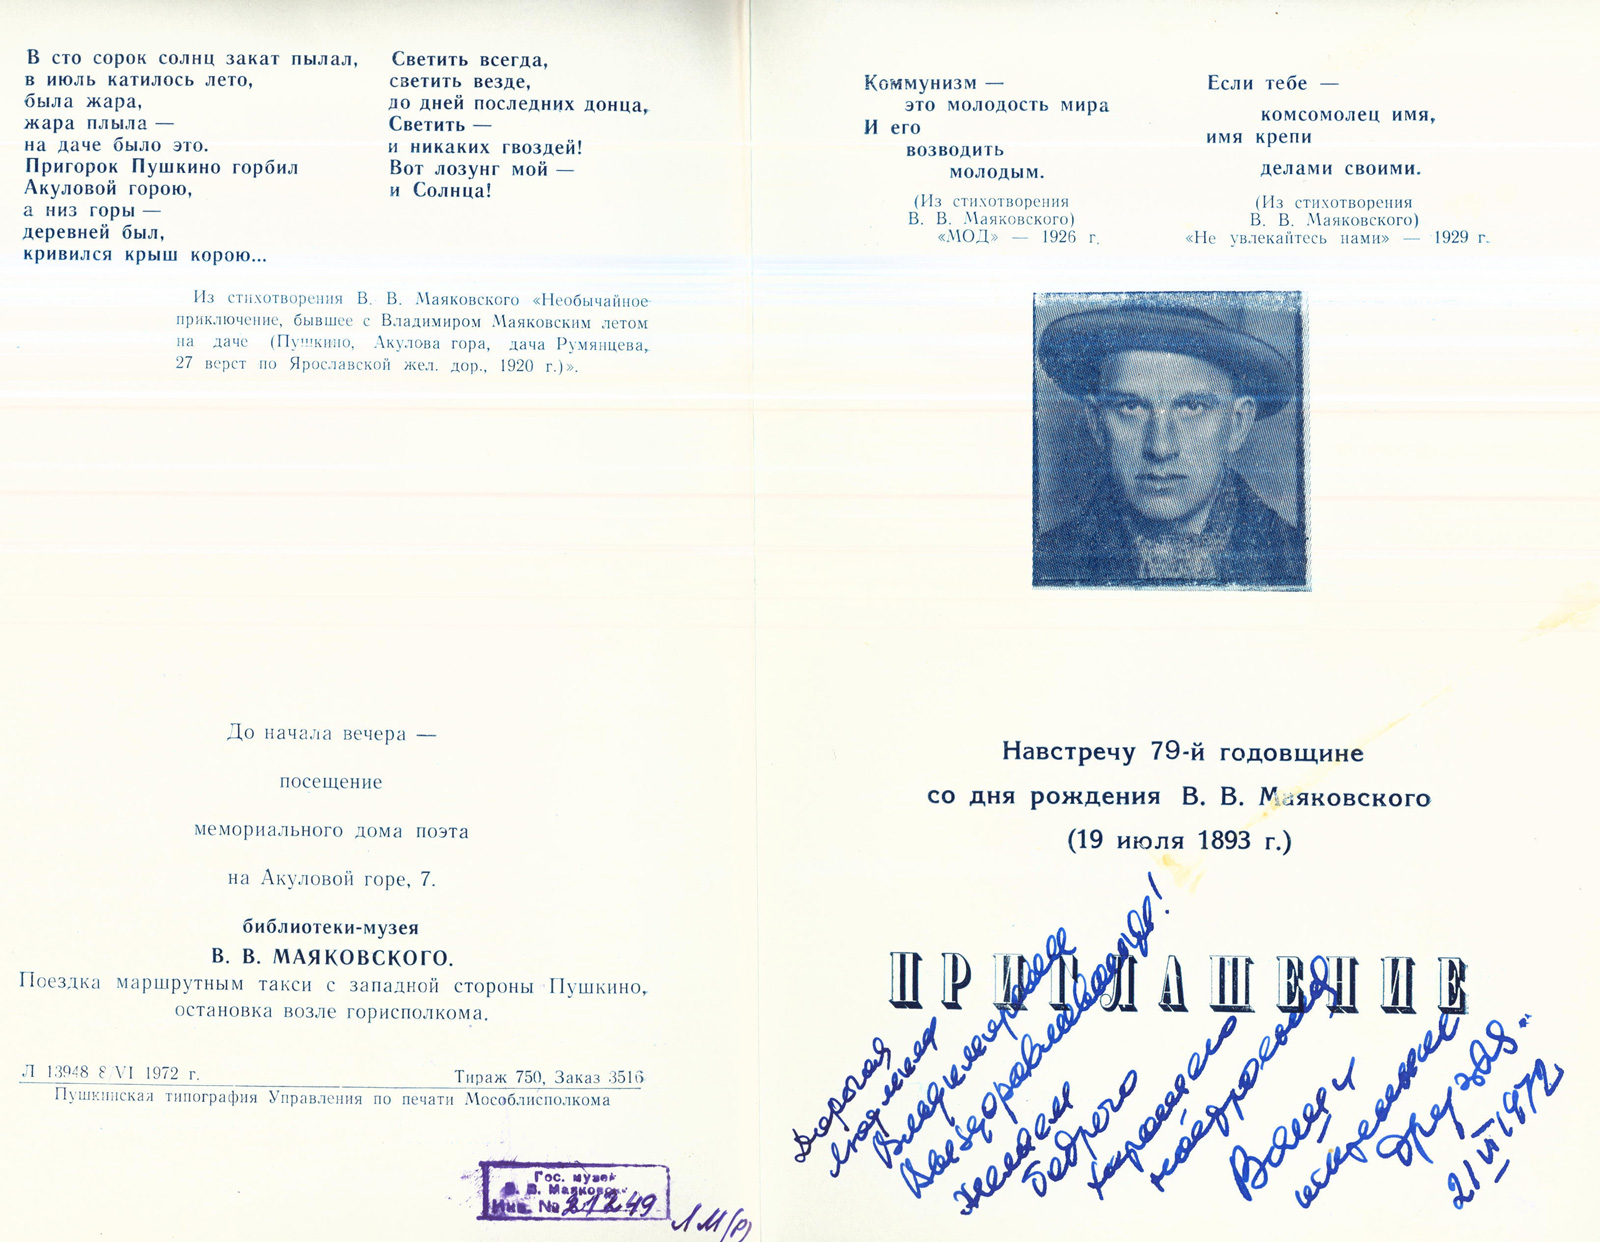 В сто сорок солнц закат пылал,
в июль катилось лето,
была жара,
жара плыла —
на даче было это.
Пригорок Пушкино горбил
Акуловой горою,
а низ горы —
деревней был,
кривился крыш корою...
Светить всегда,
светить везде,
до дней последних донца,
Светить —
и никаких гвоздей!
Вот лозунг мой —
и Солнца!
Из стихотворения В. В. Маяковского «Необычайное
приключение, бывшее с Владимиром Маяковским летом
на даче (Пушкино, Акулова гора, дача Румянцева,
27 верст по Ярославской жел. дор., 1920 г.)».
До начала вечера —
посещение
мемориального дома поэта
на Акуловой горе, 7.
библиотеки-музея
В. В. МАЯКОВСКОГО.
Поездка маршрутным такси с западной стороны Пушкино,
остановка возле горисполкома.
Л 13948 8/VI 1972 г.
Тираж 750, Заказ 3516
Пушкинская типография Управления по печати Мособлисполкома
Гос. музей
В. В. Маяковск
Инв. № 21249
ЛМ(р)
Коммунизм —
это молодость мира
И его
возводить
молодым.
(Из стихотворения
В. В. Маяковского)
«МОД» — 1926 г.
Если тебе —
комсомолец имя,
имя крепи
делами своими.
(Из стихотворения
В. В. Маяковского)
«Не увлекайтесь нами» — 1929 г.
Навстречу 79-й годовщине
со дня рождения В. В. Маяковского
(19 июля 1893 г.)
ПРИГЛАШЕНИЕ
Дорогая
Людмила
Владимировна
Выздоравливайте!
Желаем
бодрого
хорошего
настроения
Ваши
искренние
друзья..
21/VI 1972